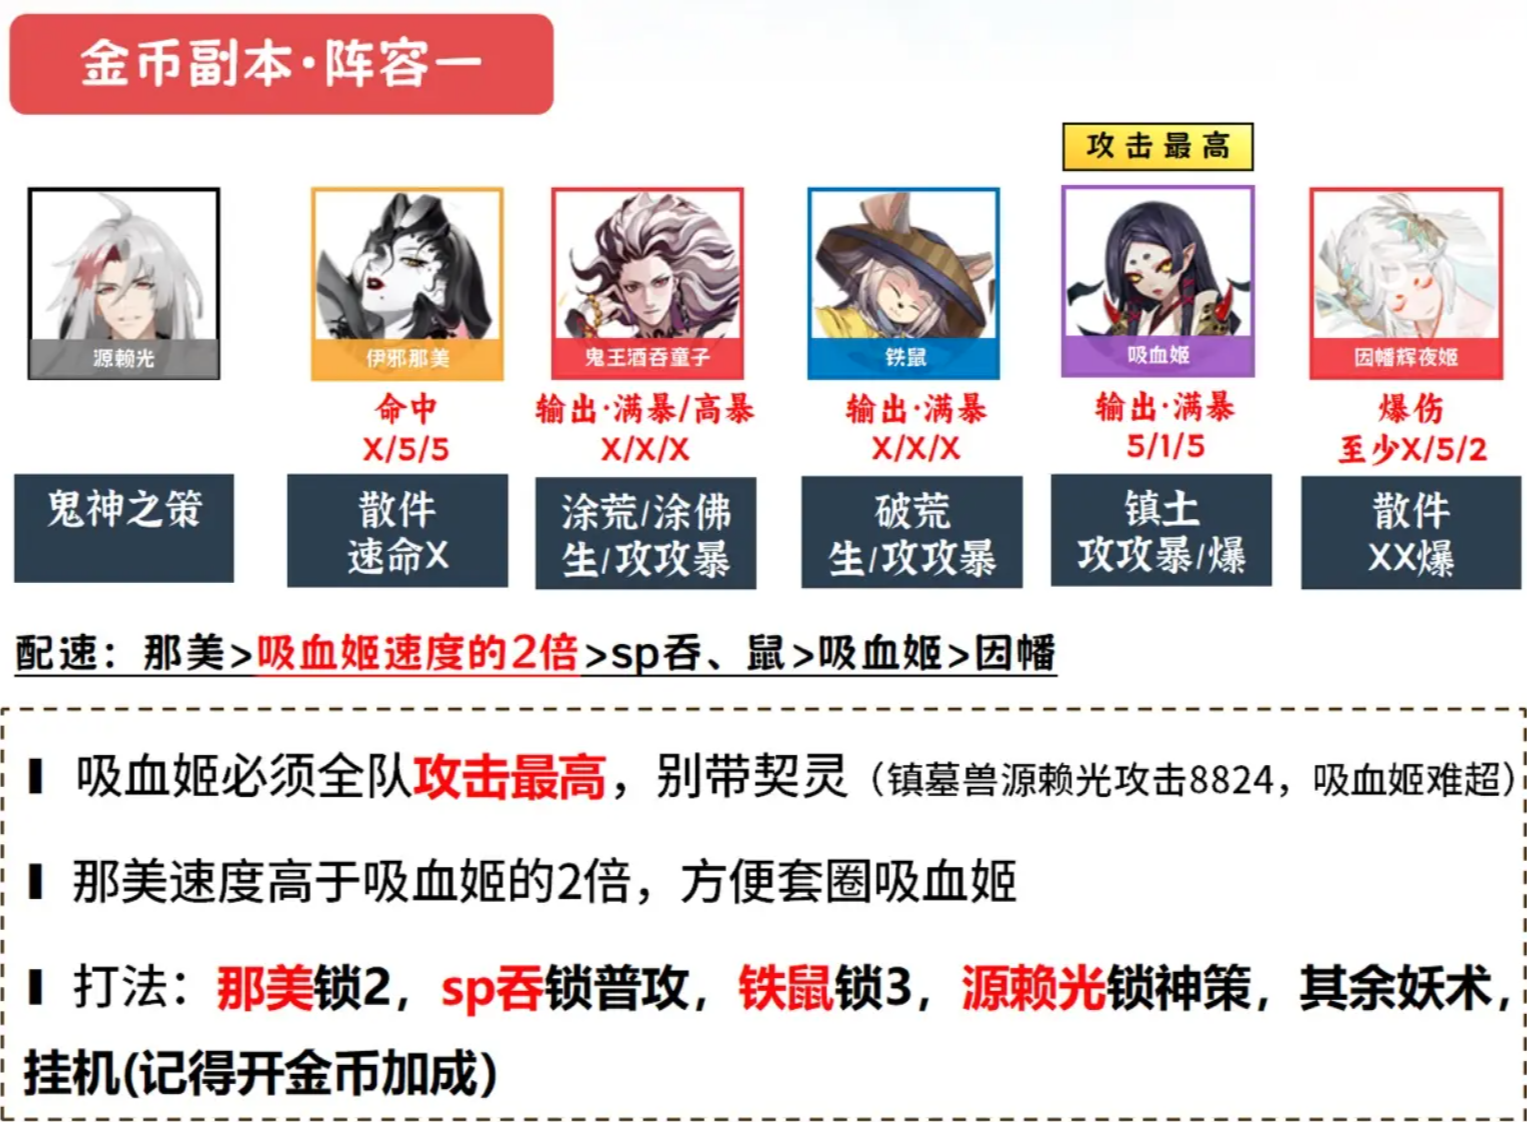 金币副本·阵容一
攻击最高
源赖光
伊邪那美
鬼王酒吞童子
铁鼠
吸血姬
因幡辉夜姬
命中
X/5/5
输出·满暴/高暴
X/X/X
输出·满暴
X/X/X
输出·满暴
5/1/5
爆伤
至少X/5/2
鬼神之策
散件
速命X
涂荒/涂佛
生/攻攻暴
破荒
生/攻攻暴
镇土
攻攻暴/爆
散件
XX爆
配速：那美>吸血姬速度的2倍>sp吞、鼠>吸血姬>因幡
吸血姬必须全队攻击最高，别带契灵（镇墓兽源赖光攻击8824，吸血姬难超）
那美速度高于吸血姬的2倍，方便套圈吸血姬
打法：那美锁2，sp吞锁普攻，铁鼠锁3，源赖光锁神策，其余妖术，
挂机(记得开金币加成)